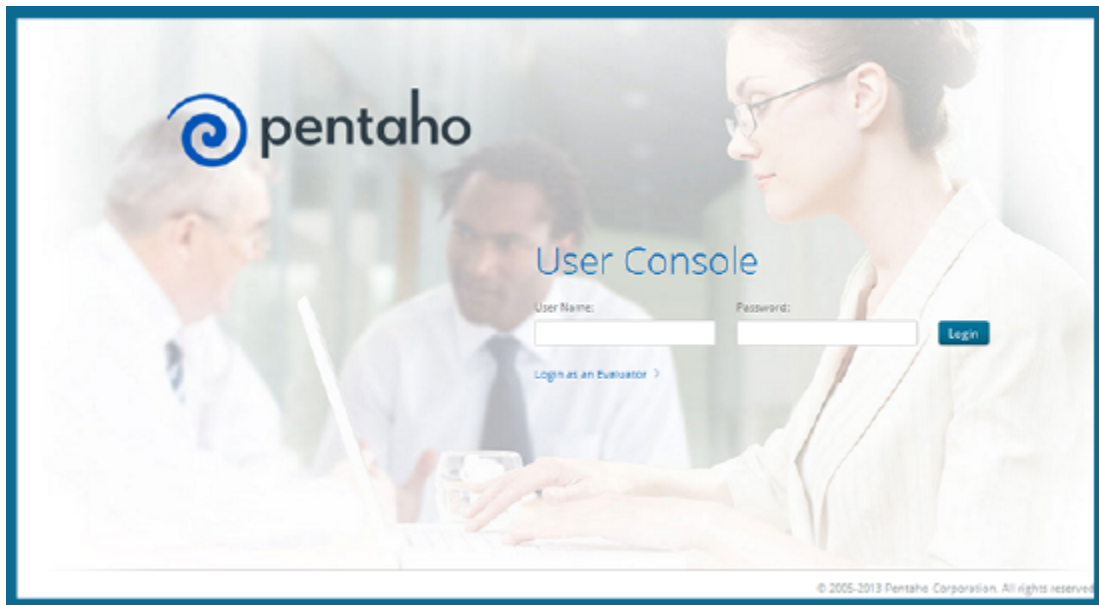 pentaho
User Console
User Name:
Password:
Login
Login as an Evaluator >
© 2005-2013 Pentaho Corporation. All rights reserved